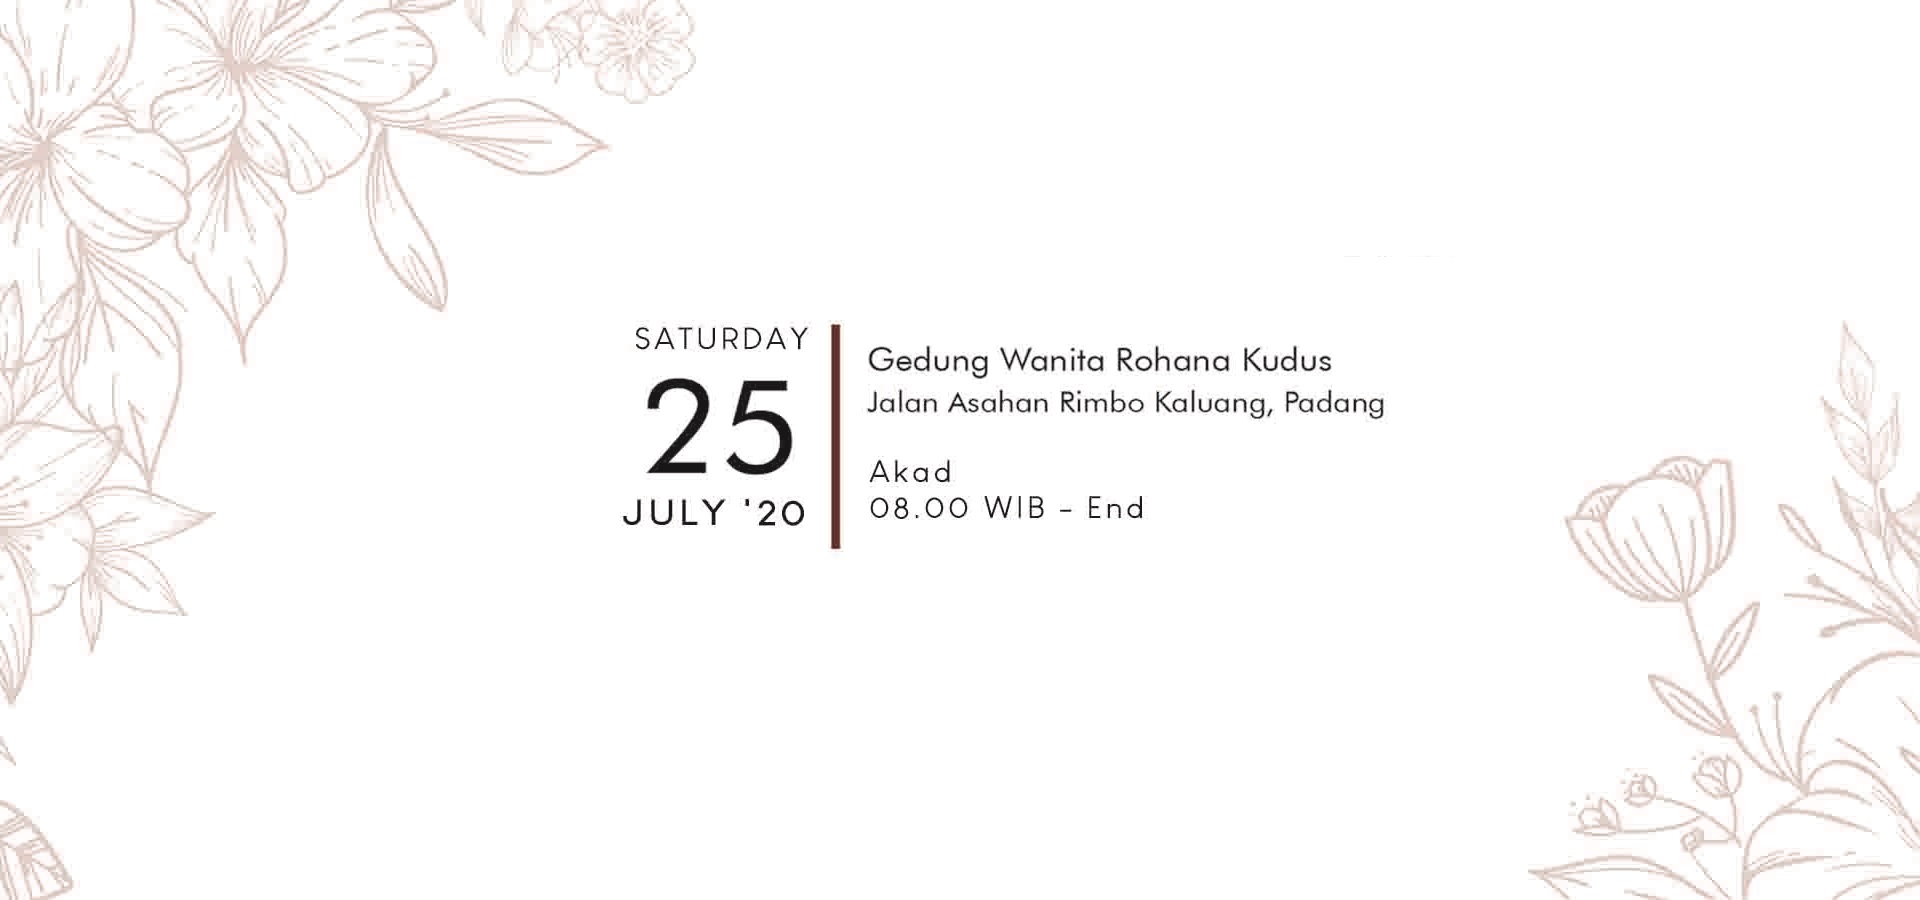 SATURDAY
25
JULY '20
Gedung Wanita Rohana Kudus
Jalan Asahan Rimbo Kaluang, Padang
Akad
08.00 WIB - End